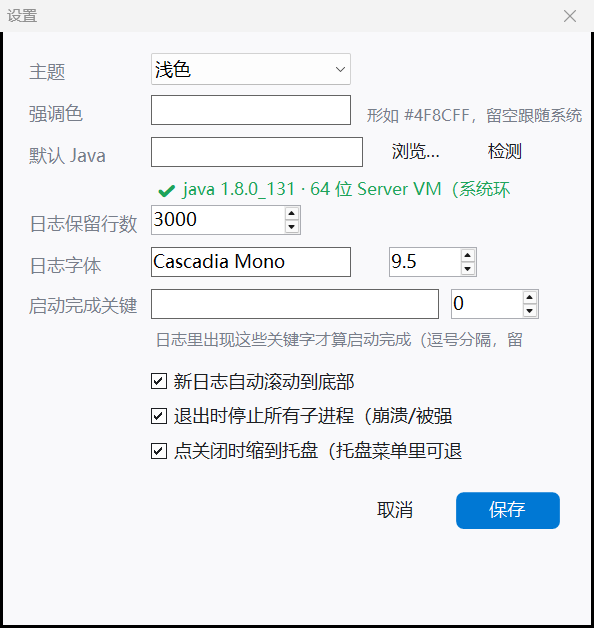 设置
主题
浅色
强调色
形如 #4F8CFF，留空跟随系统
默认 Java
浏览...
检测
java 1.8.0_131 · 64 位 Server VM（系统环
日志保留行数
3000
日志字体
Cascadia Mono
9.5
启动完成关键
0
日志里出现这些关键字才算启动完成（逗号分隔，留
新日志自动滚动到底部
退出时停止所有子进程（崩溃/被强
点关闭时缩到托盘（托盘菜单里可退
取消
保存